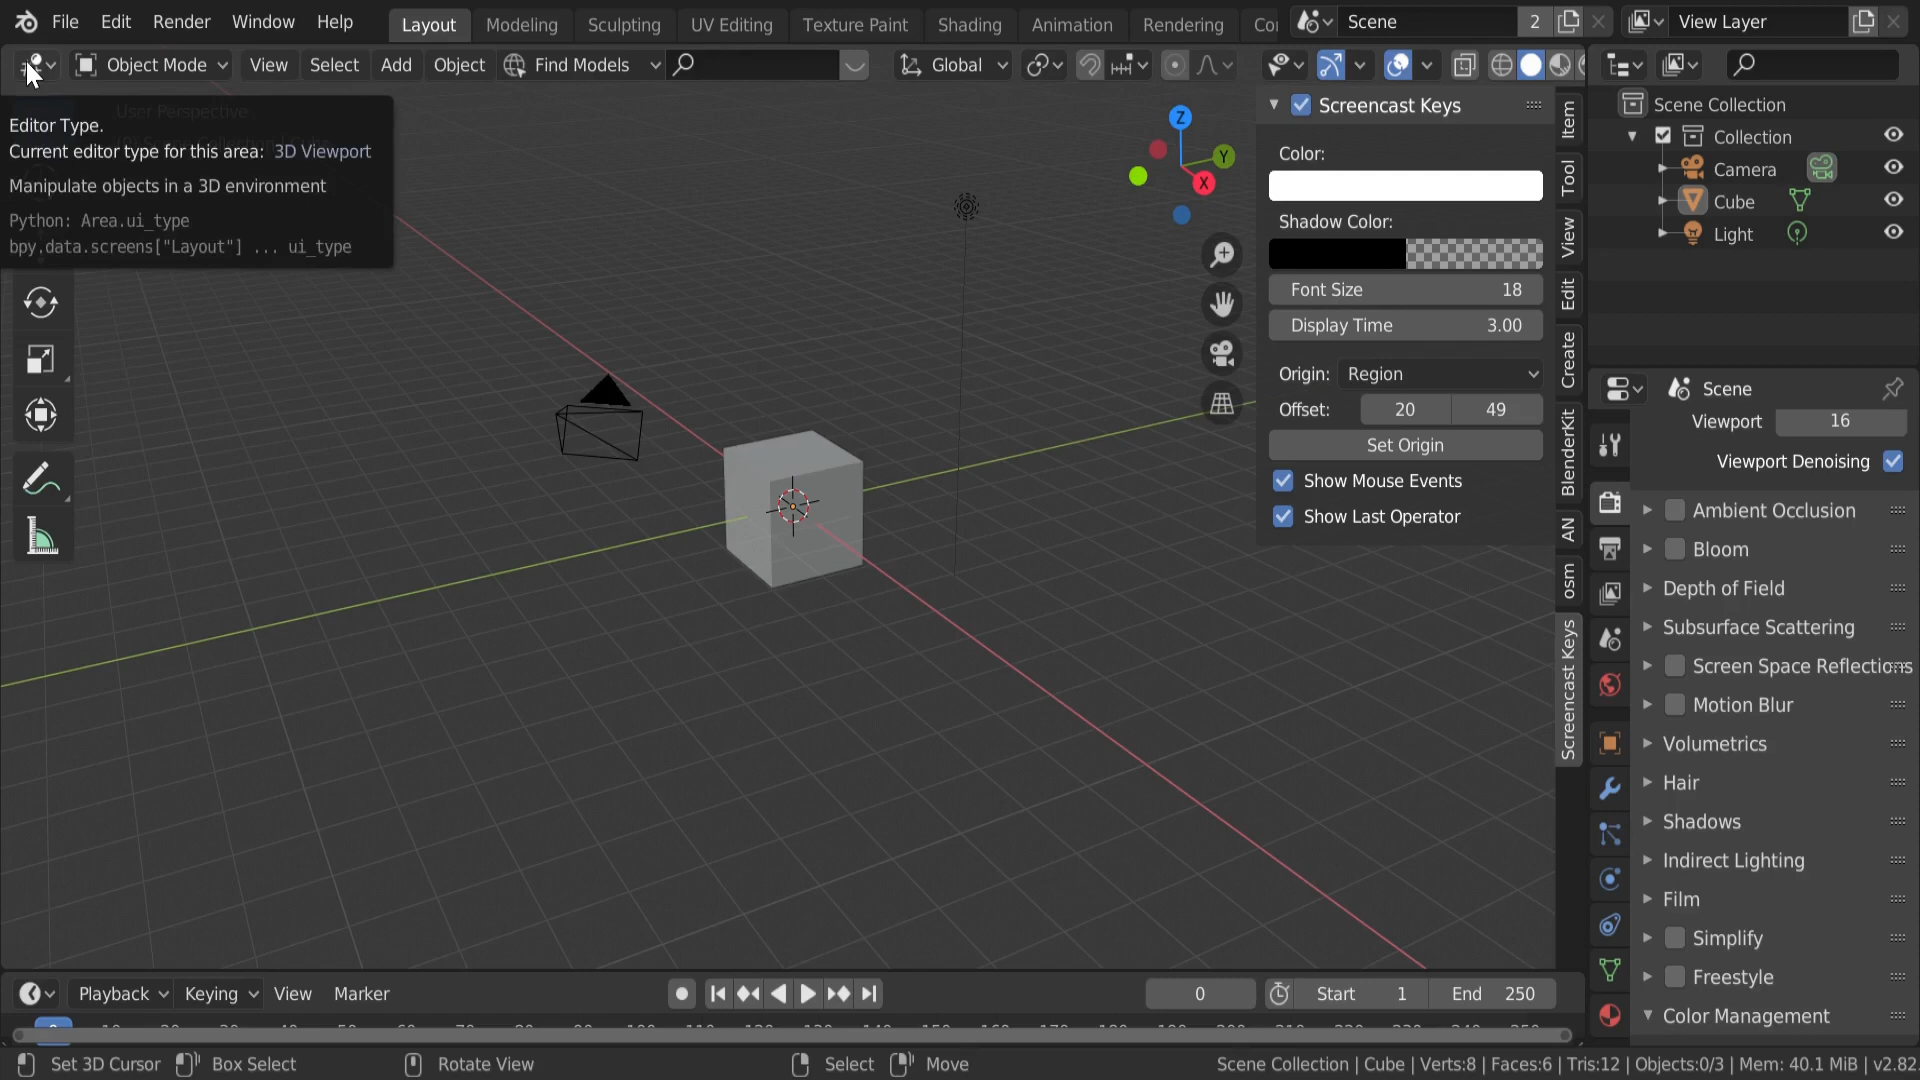 File Edit Render Window Help
Layout Modeling Sculpting UV Editing Texture Paint Shading Animation Rendering
Scene 2
View Layer
Object Mode View Select Add Object Find Models
Global
User Perspective
Editor Type.
Current editor type for this area: 3D Viewport
Manipulate objects in a 3D environment
Python: Area.ui_type
bpy.data.screens["Layout"] ... ui_type
Z
Y
X
Screencast Keys
Color:
Shadow Color:
Font Size 18
Display Time 3.00
Origin: Region
Offset: 20 49
Set Origin
Show Mouse Events
Show Last Operator
Item
Tool
View
Edit
Create
BlenderKit
AN
osm
Screencast Keys
Scene Collection
Collection
Camera
Cube
Light
Scene
Viewport 16
Viewport Denoising
Ambient Occlusion
Bloom
Depth of Field
Subsurface Scattering
Screen Space Reflections
Motion Blur
Volumetrics
Hair
Shadows
Indirect Lighting
Film
Simplify
Freestyle
Color Management
Playback Keying View Marker
0
Start 1 End 250
Set 3D Cursor Box Select Rotate View Select Move
Scene Collection | Cube | Verts:8 | Faces:6 | Tris:12 | Objects:0/3 | Mem: 40.1 MiB | v2.82